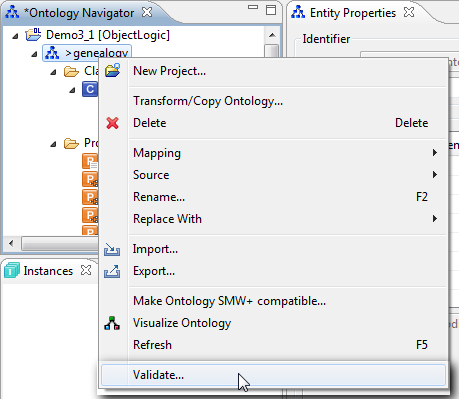 *Ontology Navigator
Entity Properties
Demo3_1 [ObjectLogic]
Identifier
>genealogy
Cla
C
New Project...
Transform/Copy Ontology...
Delete Delete
Pro
Mapping
P
Source
P
Rename... F2
P
Replace With
P
Import...
Instances
Export...
Make Ontology SMW+ compatible...
Visualize Ontology
Refresh F5
Validate...